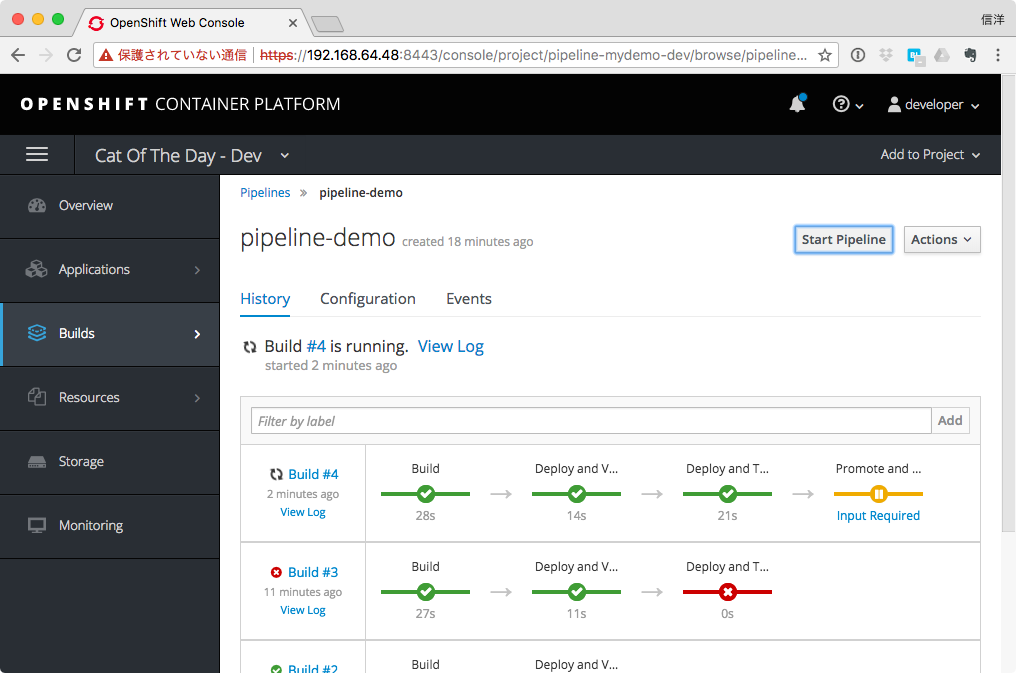 OpenShift Web Console
信洋
保護されていない通信 https://192.168.64.48:8443/console/project/pipeline-mydemo-dev/browse/pipeline...
OPENSHIFT CONTAINER PLATFORM
developer
Cat Of The Day - Dev
Add to Project
Overview
Applications
Builds
Resources
Storage
Monitoring
Pipelines » pipeline-demo
pipeline-demo created 18 minutes ago
Start Pipeline
Actions
History Configuration Events
Build #4 is running. View Log
started 2 minutes ago
Filter by label
Add
Build #4
2 minutes ago
View Log
Build
28s
Deploy and V...
14s
Deploy and T...
21s
Promote and ...
Input Required
Build #3
11 minutes ago
View Log
Build
27s
Deploy and V...
11s
Deploy and T...
0s
Build #2
Build
Deploy and V...